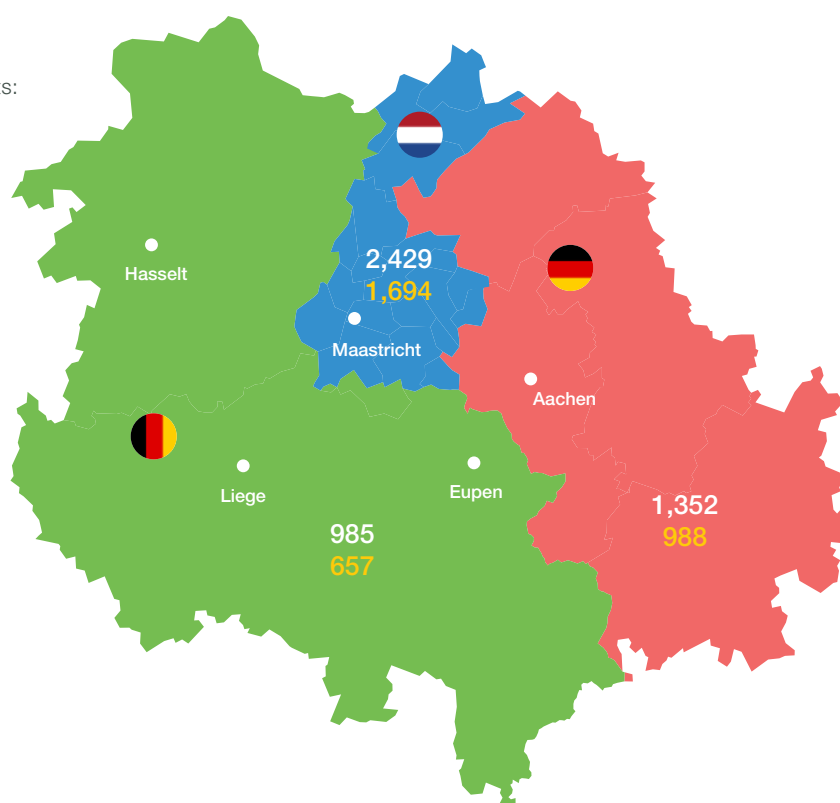 Hasselt
2,429
1,694
Maastricht
Aachen
Liege
Eupen
1,352
988
985
657